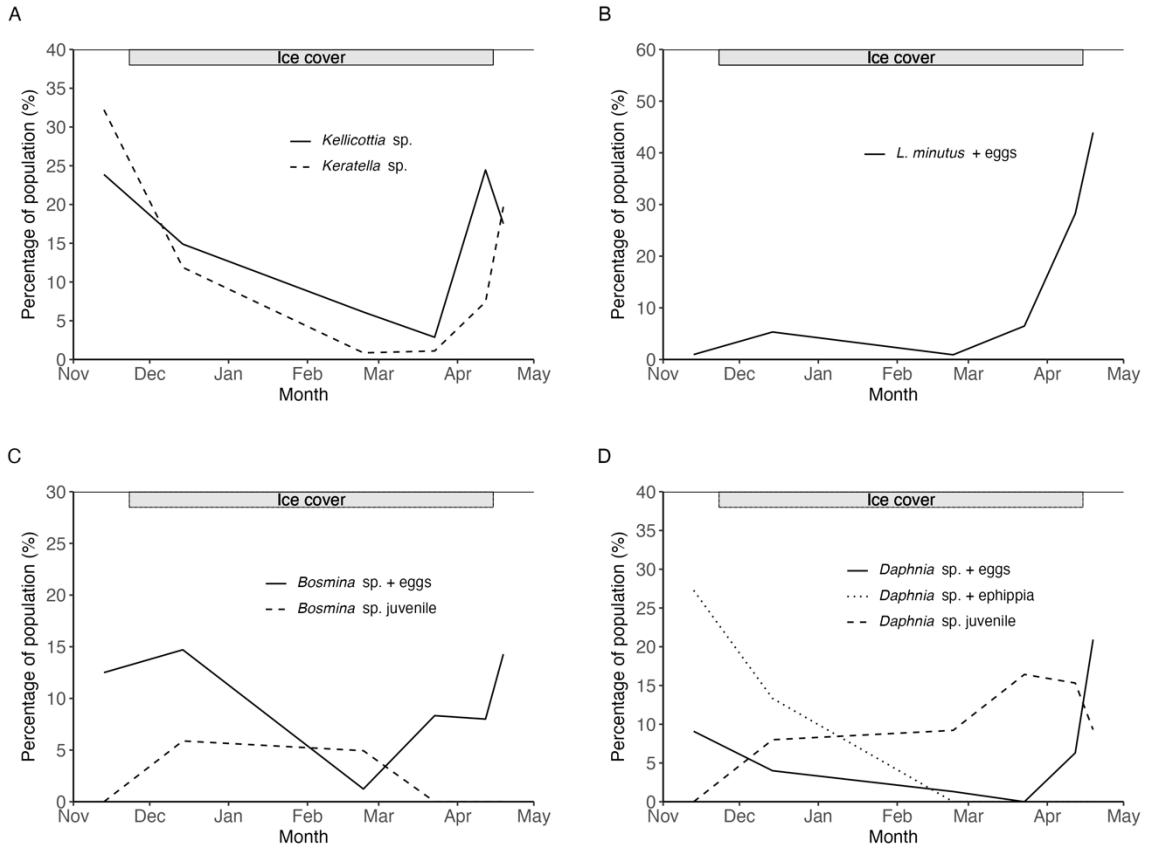 A
Ice cover
Percentage of population (%)
40
35
30
25
20
15
10
5
0
Kellicottia sp.
Keratella sp.
Nov Dec Jan Feb Mar Apr May
Month
B
Ice cover
Percentage of population (%)
60
50
40
30
20
10
0
L. minutus + eggs
Nov Dec Jan Feb Mar Apr May
Month
C
Ice cover
Percentage of population (%)
30
25
20
15
10
5
0
Bosmina sp. + eggs
Bosmina sp. juvenile
Nov Dec Jan Feb Mar Apr May
Month
D
Ice cover
Percentage of population (%)
40
35
30
25
20
15
10
5
0
Daphnia sp. + eggs
Daphnia sp. + ephippia
Daphnia sp. juvenile
Nov Dec Jan Feb Mar Apr May
Month